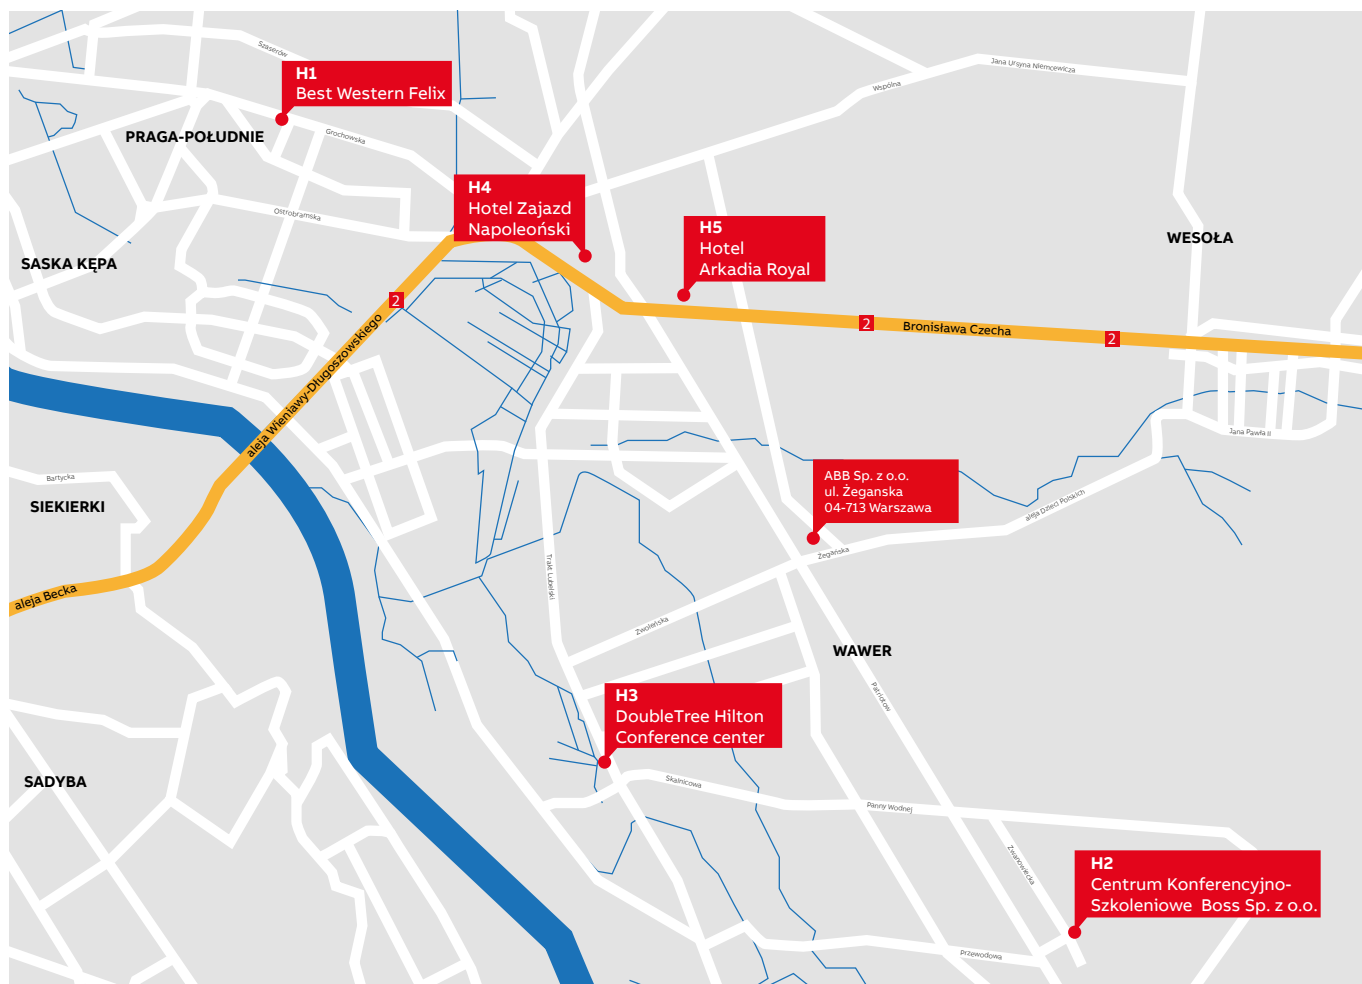 Szaserów
H1
Best Western Felix
Jana Ursyna Niemcewicza
Wspólna
PRAGA-POŁUDNIE
Grochowska
H4
Hotel Zajazd
Napoleoński
Ostrobramska
H5
Hotel
Arkadia Royal
WESOŁA
SASKA KĘPA
2
2
Bronisława Czecha
2
aleja Wieniawy-Długoszowskiego
Jana Pawła II
Bartycka
SIEKIERKI
ABB Sp. z o.o.
ul. Żeganska
04-713 Warszawa
aleja Dzieci Polskich
Żegańska
Trakt Lubelski
aleja Becka
Zwoleńska
WAWER
Patriotow
H3
DoubleTree Hilton
Conference center
SADYBA
Skalnicowa
Panny Wodnej
Zwanowiecka
H2
Centrum Konferencyjno-
Szkoleniowe Boss Sp. z o.o.
Przewodowa